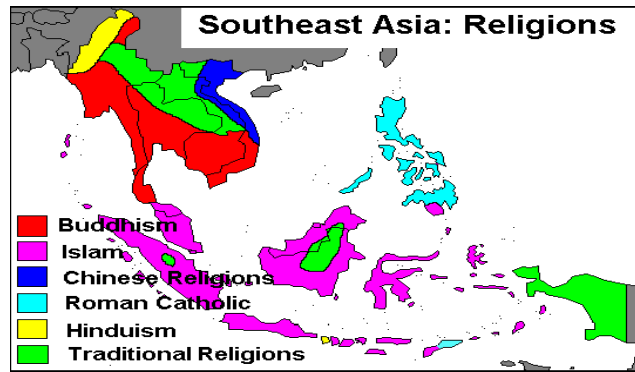 Southeast Asia: Religions
Buddhism
Islam
Chinese Religions
Roman Catholic
Hinduism
Traditional Religions